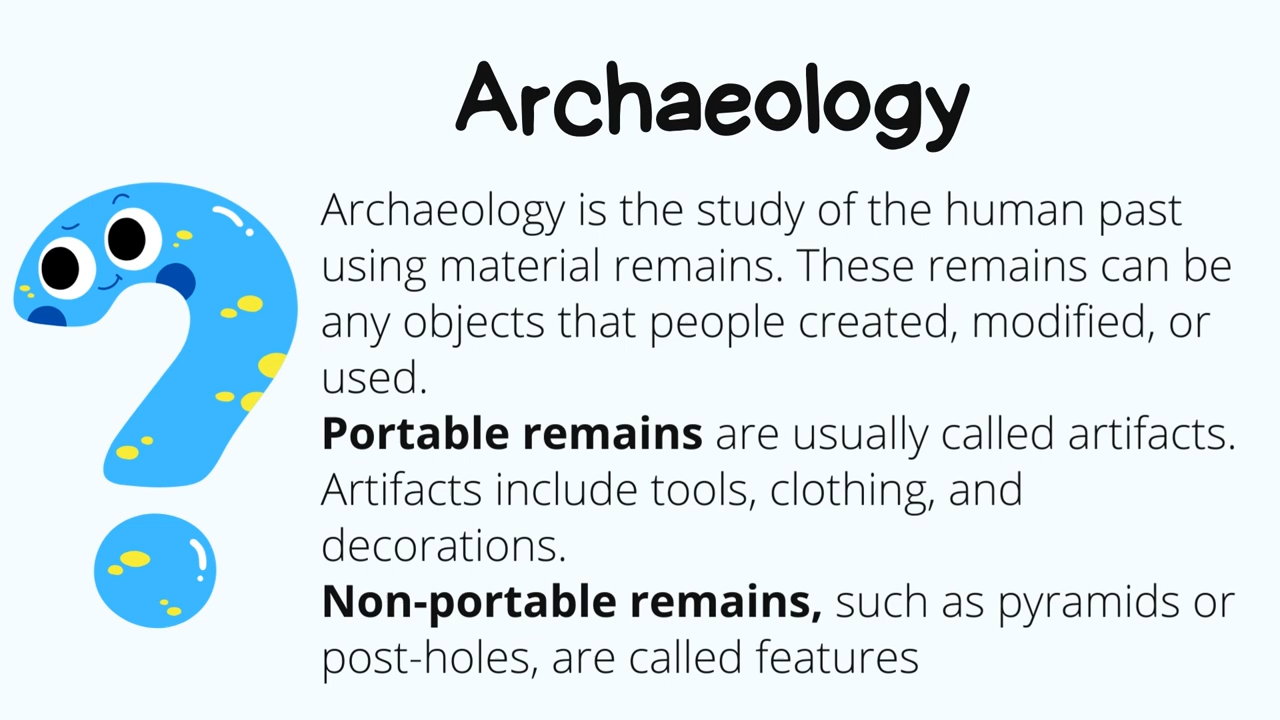 Archaeology
Archaeology is the study of the human past
using material remains. These remains can be
any objects that people created, modified, or
used.
Portable remains are usually called artifacts.
Artifacts include tools, clothing, and
decorations.
Non-portable remains, such as pyramids or
post-holes, are called features